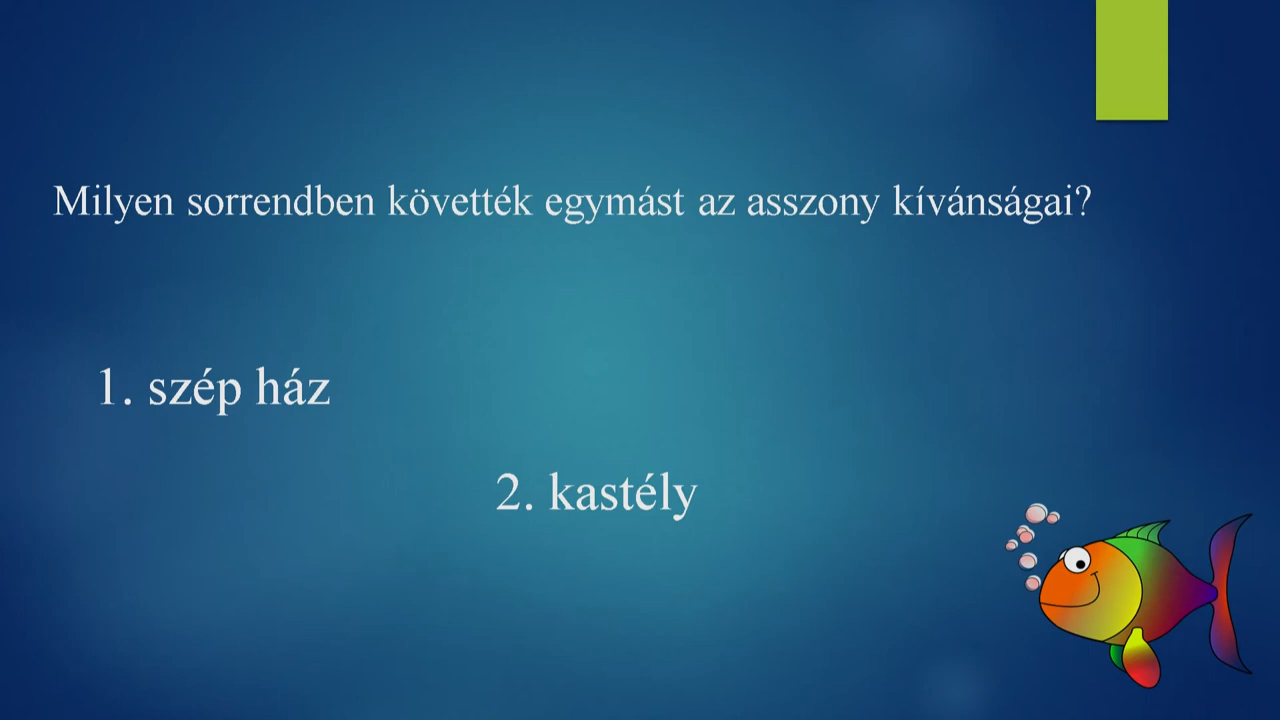 Milyen sorrendben követték egymást az asszony kívánságai?
1. szép ház
2. kastély